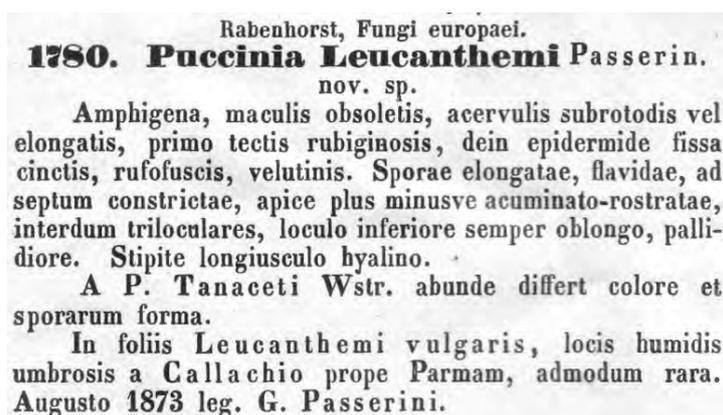 Rabenhorst, Fungi europaei.
1780. Puccinia Leucanthemi Passerin.
nov. sp.
Amphigena, maculis obsoletis, acervulis subrotodis vel
elongatis, primo tectis rubiginosis, dein epidermide fissa
cinctis, rufofuscis, velutinis. Sporae elongatae, flavidae, ad
septum constrictae, apice plus minusve acuminato-rostratae,
interdum triloculares, loculo inferiore semper oblongo, palli-
diore. Stipite longiusculo hyalino.
A P. Tanaceti Wstr. abunde differt colore et
sporarum forma.
In foliis Leucanthemi vulgaris, locis humidis
umbrosis a Callachio prope Parmam, admodum rara.
Augusto 1873 leg. G. Passerini.